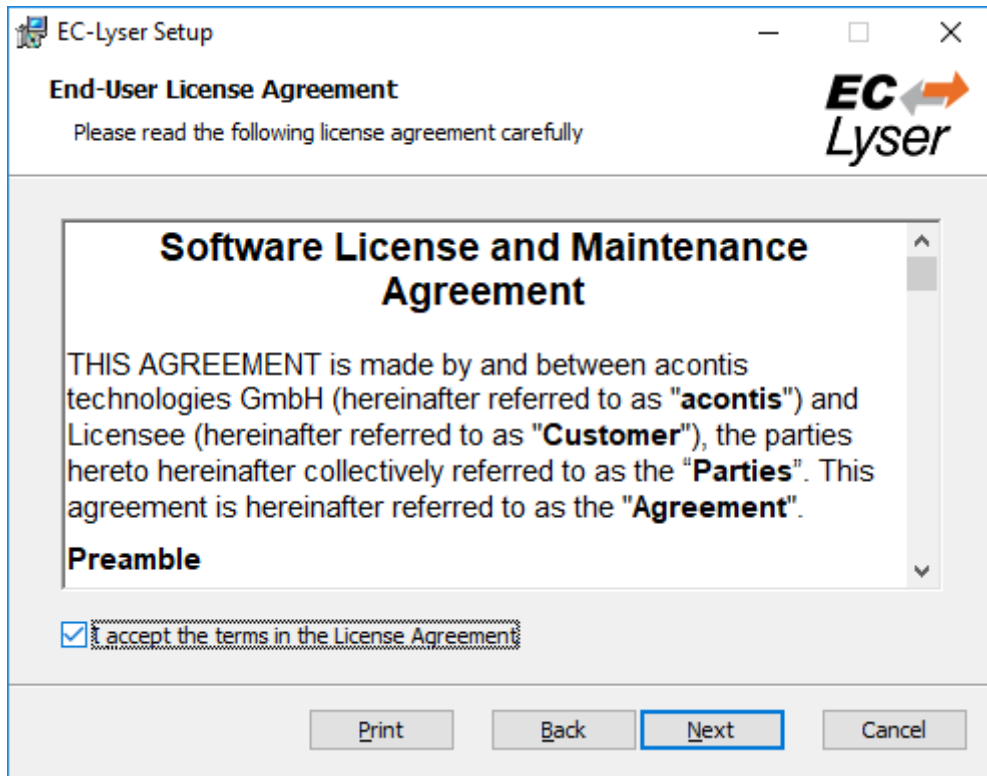 EC-Lyser Setup
End-User License Agreement
Please read the following license agreement carefully
EC
Lyser
Software License and Maintenance
Agreement
THIS AGREEMENT is made by and between acontis
technologies GmbH (hereinafter referred to as "acontis") and
Licensee (hereinafter referred to as "Customer"), the parties
hereto hereinafter collectively referred to as the “Parties”. This
agreement is hereinafter referred to as the "Agreement".
Preamble
I accept the terms in the License Agreement
Print Back Next Cancel